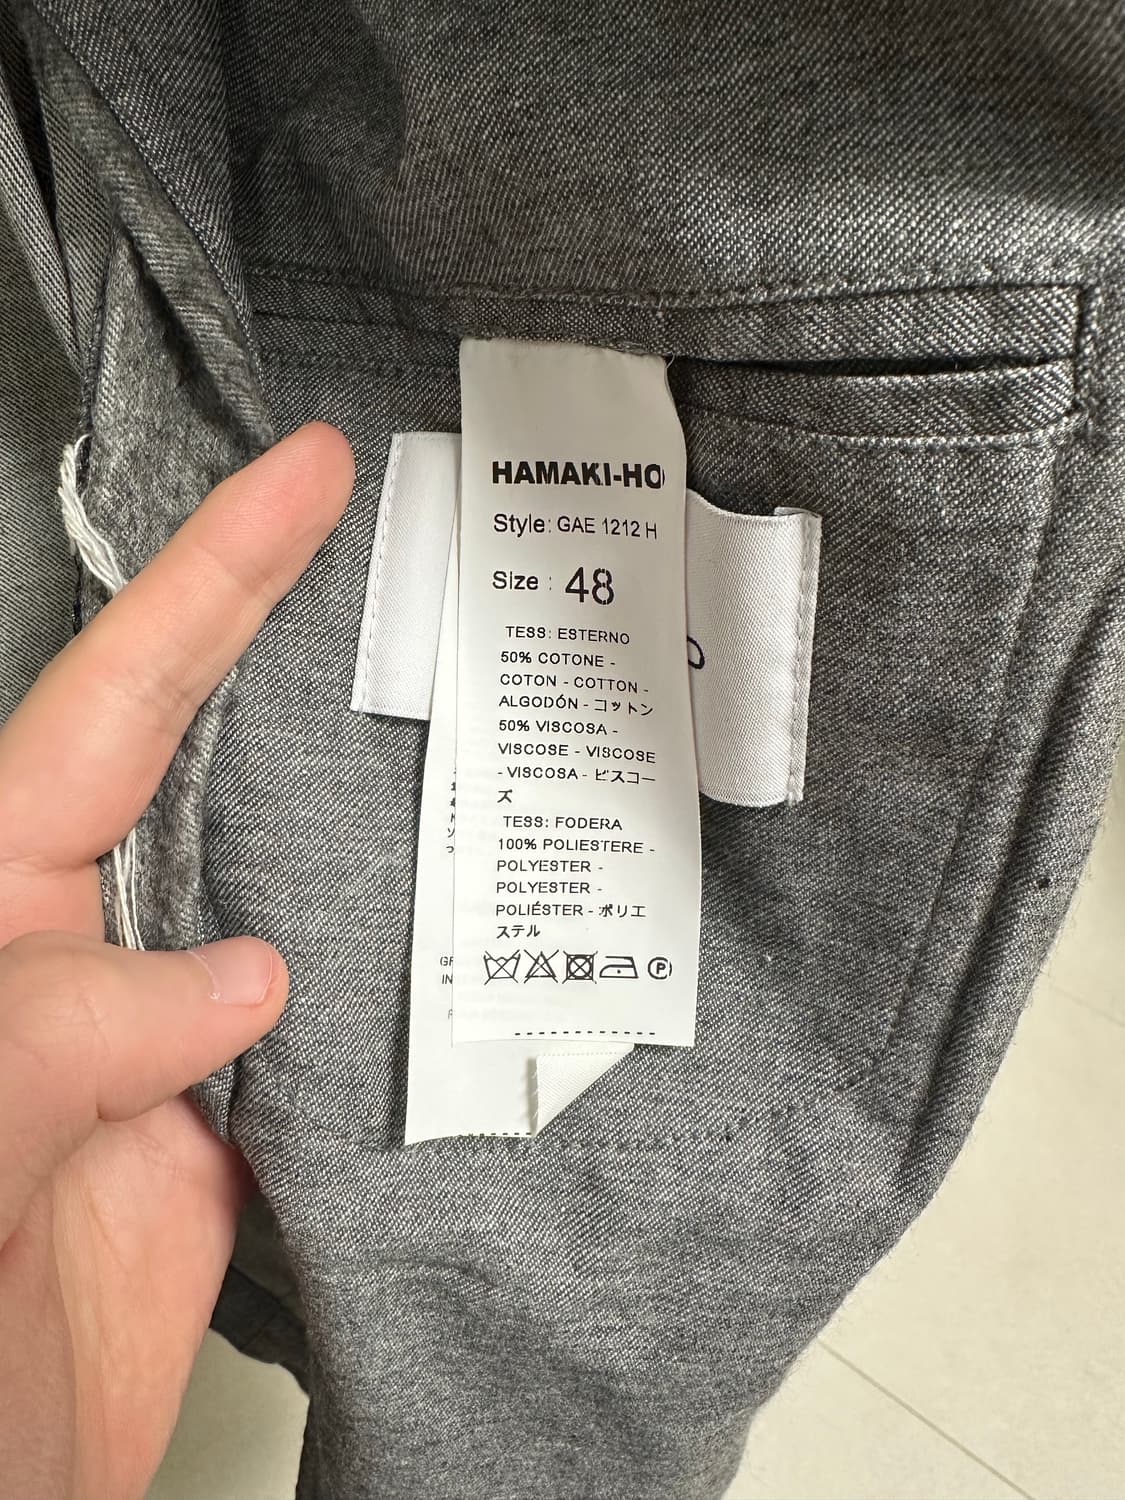 HAMAKI-HO
Style: GAE 1212 H
Size : 48
TESS: ESTERNO
50% COTONE -
COTON - COTTON -
ALGODÓN - コットン
50% VISCOSA -
VISCOSE - VISCOSE
- VISCOSA - ビスコー
ズ
TESS: FODERA
100% POLIESTERE -
POLYESTER -
POLYESTER -
POLIÉSTER - ポリエ
ステル
P